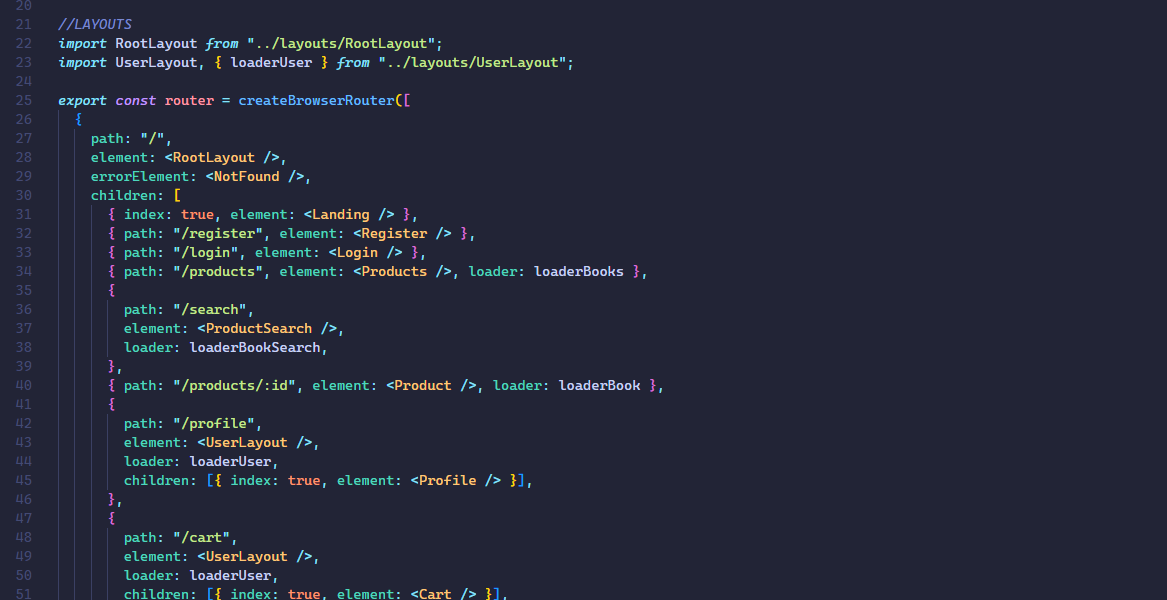 20
21 //LAYOUTS
22 import RootLayout from "../layouts/RootLayout";
23 import UserLayout, { loaderUser } from "../layouts/UserLayout";
24
25 export const router = createBrowserRouter([
26   {
27     path: "/",
28     element: <RootLayout />,
29     errorElement: <NotFound />,
30     children: [
31       { index: true, element: <Landing /> },
32       { path: "/register", element: <Register /> },
33       { path: "/login", element: <Login /> },
34       { path: "/products", element: <Products />, loader: loaderBooks },
35       {
36         path: "/search",
37         element: <ProductSearch />,
38         loader: loaderBookSearch,
39       },
40       { path: "/products/:id", element: <Product />, loader: loaderBook },
41       {
42         path: "/profile",
43         element: <UserLayout />,
44         loader: loaderUser,
45         children: [{ index: true, element: <Profile /> }],
46       },
47       {
48         path: "/cart",
49         element: <UserLayout />,
50         loader: loaderUser,
51         children: [{ index: true, element: <Cart /> }],